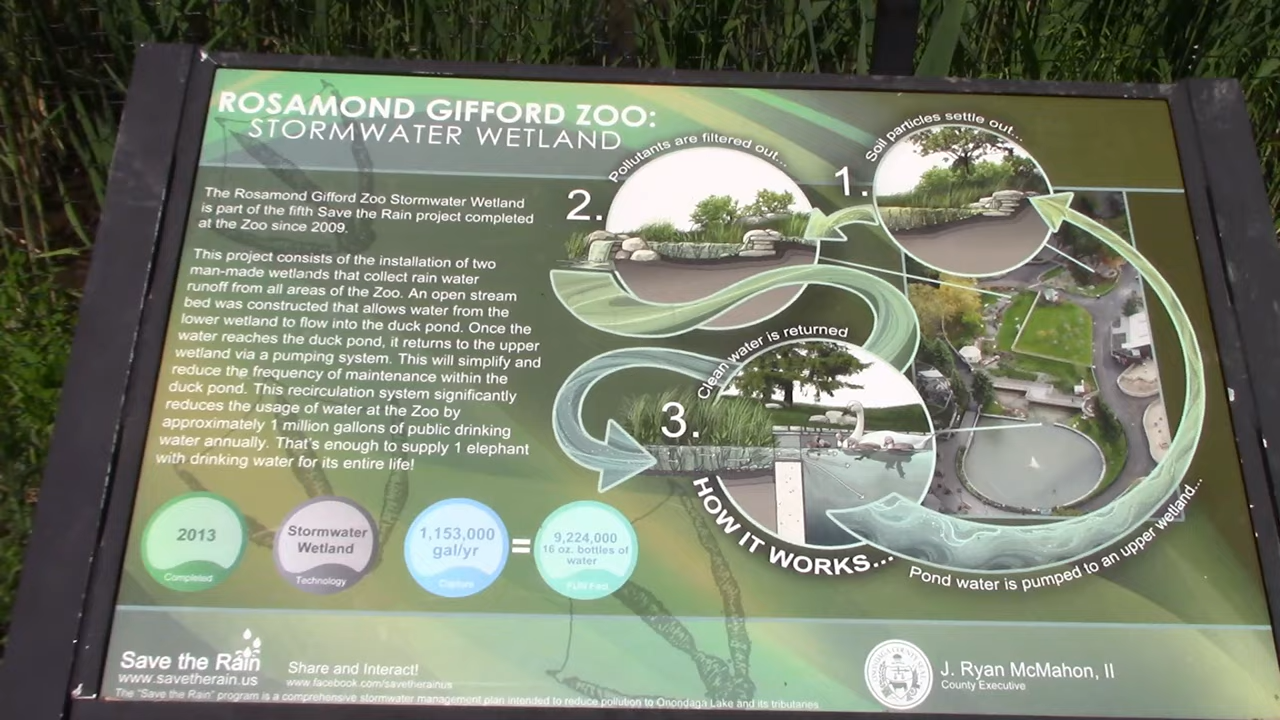 ROSAMOND GIFFORD ZOO:
STORMWATER WETLAND
The Rosamond Gifford Zoo Stormwater Wetland
is part of the fifth Save the Rain project completed
at the Zoo since 2009.
This project consists of the installation of two
man-made wetlands that collect rain water
runoff from all areas of the Zoo. An open stream
bed was constructed that allows water from the
lower wetland to flow into the duck pond. Once the
water reaches the duck pond, it returns to the upper
wetland via a pumping system. This will simplify and
reduce the frequency of maintenance within the
duck pond. This recirculation system significantly
reduces the usage of water at the Zoo by
approximately 1 million gallons of public drinking
water annually. That's enough to supply 1 elephant
with drinking water for its entire life!
1.
Soil particles settle out...
2.
Pollutants are filtered out...
3.
Clean water is returned
HOW IT WORKS...
Pond water is pumped to an upper wetland...
2013
Completed
Stormwater
Wetland
Technology
1,153,000
gal/yr
Capture
=
9,224,000
16 oz. bottles of
water
FUN Fact
Save the Rain
www.savetherain.us
Share and Interact!
www.facebook.com/savetherainus
The "Save the Rain" program is a comprehensive stormwater management plan intended to reduce pollution to Onondaga Lake and its tributaries
J. Ryan McMahon, II
County Executive